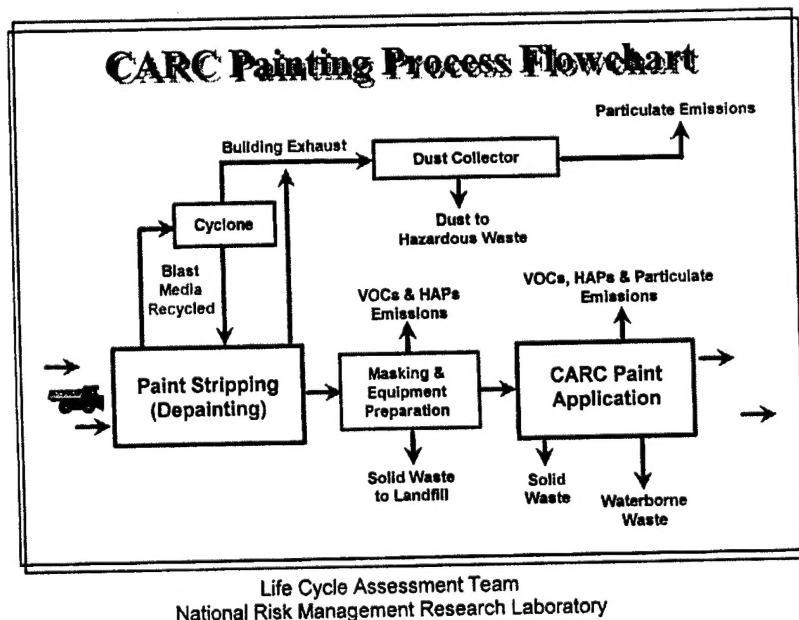 CARC Painting Process Flowchart
Particulate Emissions
Building Exhaust
Dust Collector
Cyclone
Dust to
Hazardous Waste
Blast
Media
Recycled
VOCs & HAPs
Emissions
VOCs, HAPs & Particulate
Emissions
Paint Stripping
(Depainting)
Masking &
Equipment
Preparation
CARC Paint
Application
Solid Waste
to Landfill
Solid
Waste
Waterborne
Waste
Life Cycle Assessment Team
National Risk Management Research Laboratory